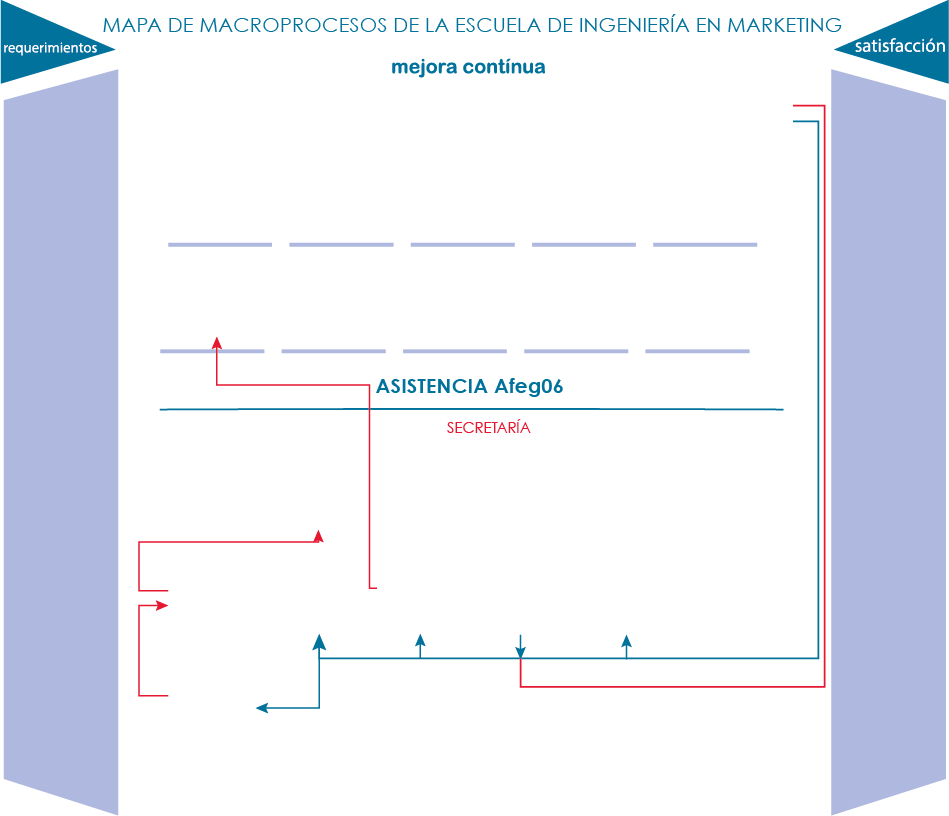 MAPA DE MACROPROCESOS DE LA ESCUELA DE INGENIERÍA EN MARKETING
requerimientos
satisfacción
mejora contínua
ASISTENCIA Afeg06
SECRETARÍA